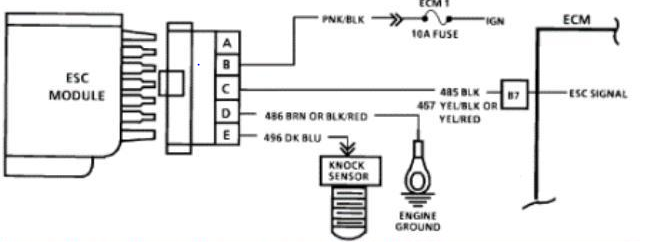 ECM 1
PNK/BLK
IGN
10A FUSE
ECM
A
B
C
D
E
ESC
MODULE
485 BLK
457 YEL/BLK OR
YEL/RED
B7
ESC SIGNAL
486 BRN OR BLK/RED
496 DK BLU
KNOCK
SENSOR
ENGINE
GROUND